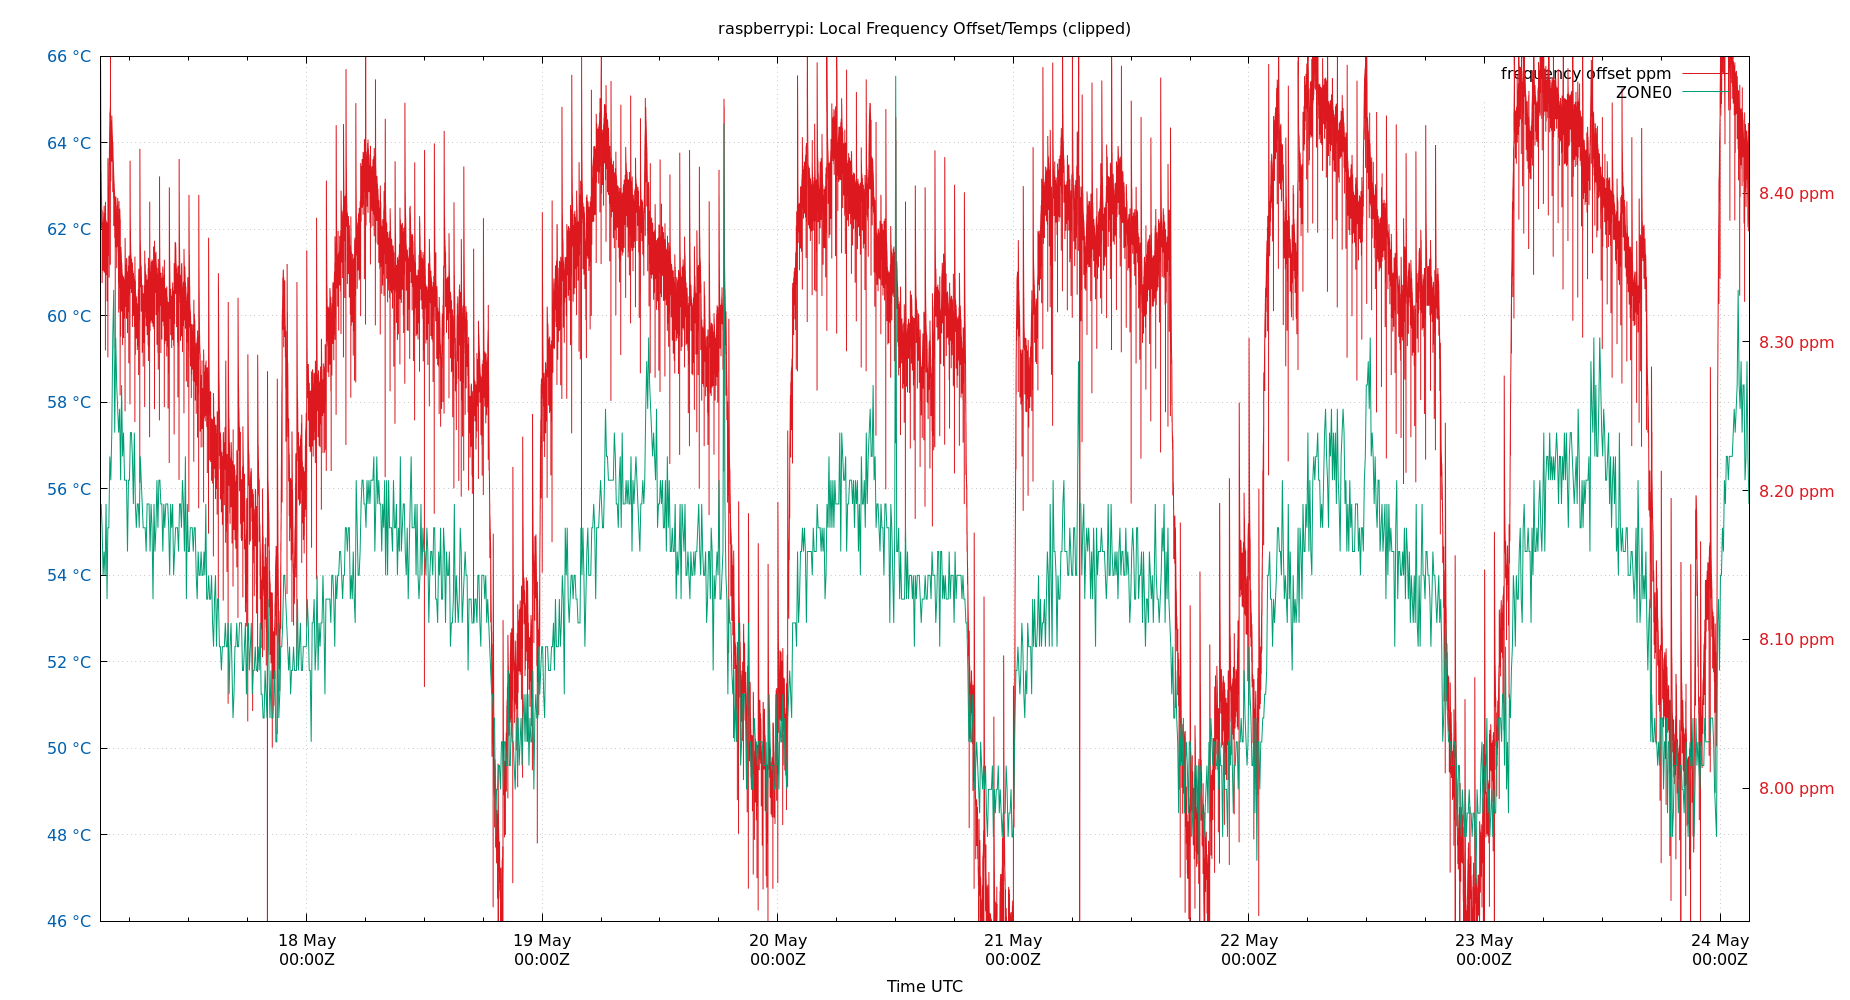 raspberrypi: Local Frequency Offset/Temps (clipped)
66 °C
64 °C
62 °C
60 °C
58 °C
56 °C
54 °C
52 °C
50 °C
48 °C
46 °C
frequency offset ppm
ZONE0
8.40 ppm
8.30 ppm
8.20 ppm
8.10 ppm
8.00 ppm
18 May 19 May 20 May 21 May 22 May 23 May 24 May
00:00Z 00:00Z 00:00Z 00:00Z 00:00Z 00:00Z 00:00Z
Time UTC